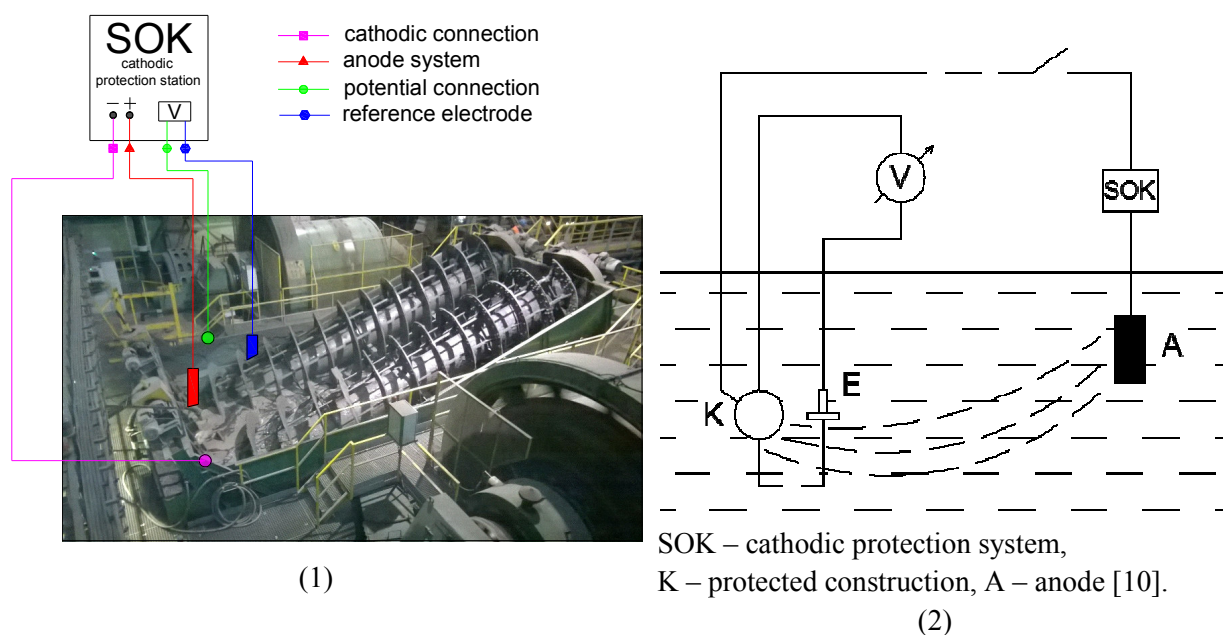 SOK
cathodic
protection station
− +
V
cathodic connection
anode system
potential connection
reference electrode
(1)
V
SOK
A
E
K
SOK – cathodic protection system,
K – protected construction, A – anode [10].
(2)